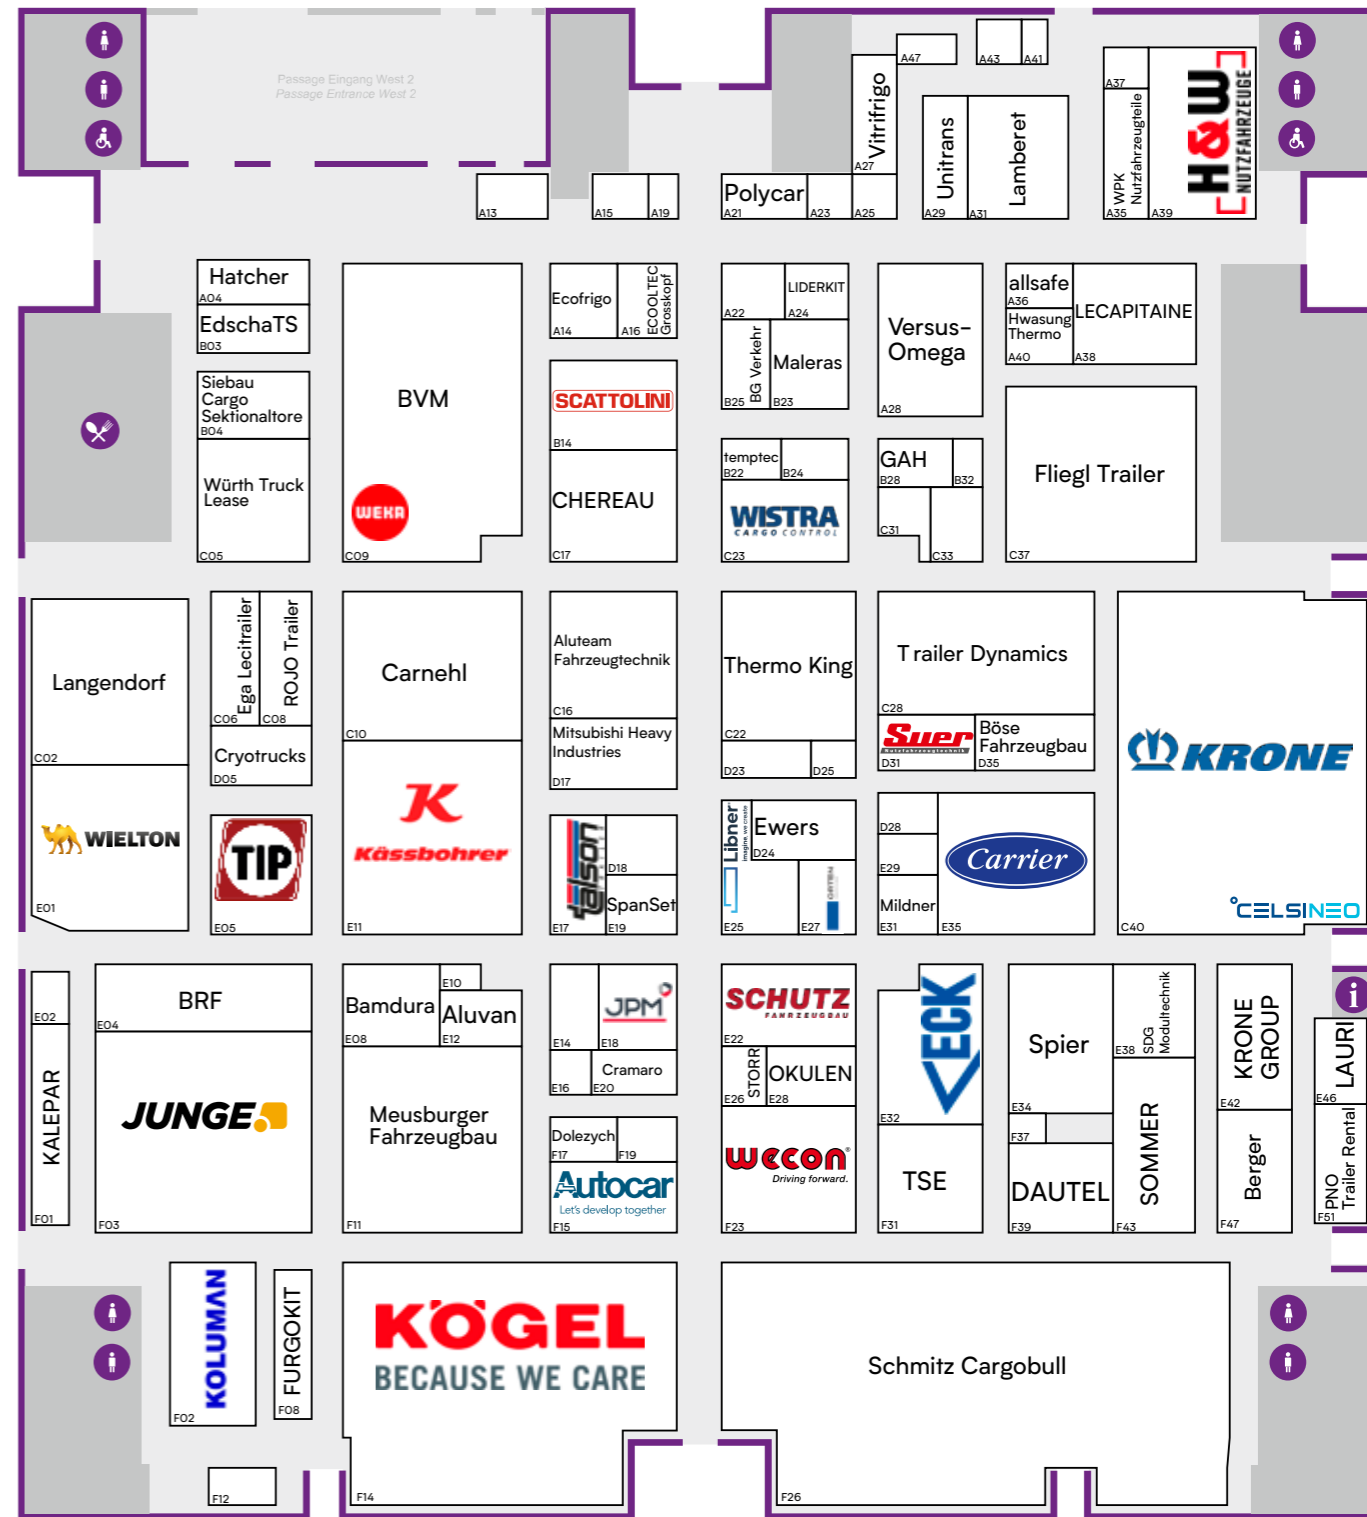 Passage Eingang West 2
Passage Entrance West 2
A47
A43
A41
A37
Vitrifrigo
A27
Unitrans
A29
Lamberet
A31
WPK
Nutzfahrzeugteile
A35
H&W
NUTZFAHRZEUGE
A39
A13
A15
A19
Polycar
A21
A23
A25
Hatcher
A04
EdschaTS
B03
Siebau
Cargo
Sektionaltore
B04
Würth Truck
Lease
C05
BVM
WEKA
C09
Ecofrigo
A14
ECOOLTEC
Grosskopf
A16
SCATTOLINI
B14
CHEREAU
C17
A22
LIDERKIT
A24
BG Verkehr
B25
Maleras
B23
temptec
B22
B24
WISTRA
CARGO CONTROL
C23
Versus-
Omega
A28
GAH
B28
B32
C31
C33
allsafe
A36
Hwasung
Thermo
A40
LECAPITAINE
A38
Fliegl Trailer
C37
Langendorf
C02
WIELTON
E01
Ega Lecitrailer
C06
ROJO Trailer
C08
Cryotrucks
D05
TIP
E05
Carnehl
C10
Kässbohrer
E11
Aluteam
Fahrzeugtechnik
C16
Mitsubishi Heavy
Industries
D17
talson
E17
D18
SpanSet
E19
Thermo King
C22
D23
D25
Libner
imagine, we create
E25
Ewers
D24
E27
Trailer Dynamics
C28
Suer
Nutzfahrzeugtechnik
D31
Böse
Fahrzeugbau
D35
D28
E29
Mildner
E31
Carrier
E35
KRONE
°CELSINEO
C40
E02
KALEPAR
F01
BRF
E04
JUNGE
F03
Bamdura
E08
E10
Aluvan
E12
Meusburger
Fahrzeugbau
F11
E14
JPM
E18
E16
Cramaro
E20
Dolezych
F17
F19
Autocar
Let's develop together
F15
SCHUTZ
FAHRZEUGBAU
E22
STORR
E26
OKULEN
E28
wecon®
Driving forward.
F23
ECK
E32
TSE
F31
Spier
E34
F37
DAUTEL
F39
SDG
Modultechnik
E38
SOMMER
F43
KRONE
GROUP
E42
Berger
F47
i
LAURI
E46
PNO
Trailer Rental
F51
KOLUMAN
F02
FURGOKIT
F08
F12
KÖGEL
BECAUSE WE CARE
F14
Schmitz Cargobull
F26